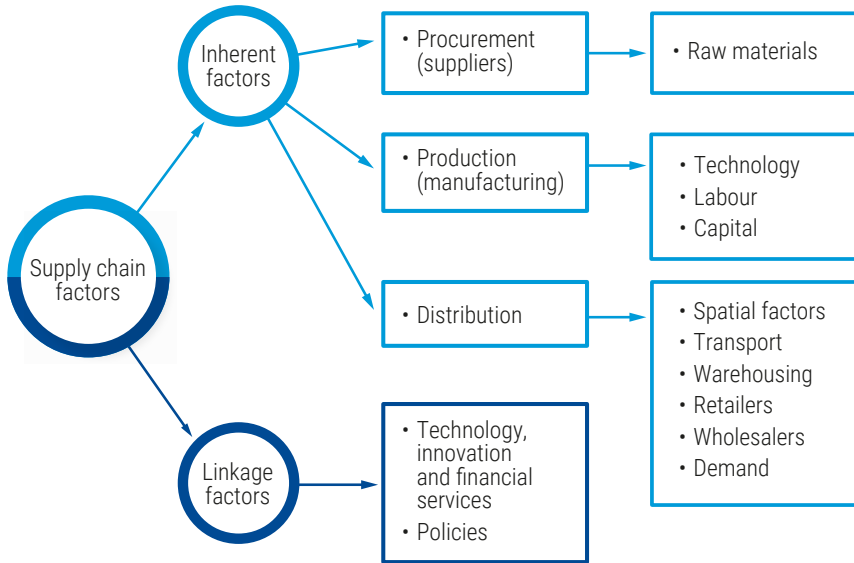 Supply chain
factors
Inherent
factors
• Procurement
(suppliers)
• Raw materials
• Production
(manufacturing)
• Technology
• Labour
• Capital
• Distribution
• Spatial factors
• Transport
• Warehousing
• Retailers
• Wholesalers
• Demand
Linkage
factors
• Technology,
innovation
and financial
services
• Policies